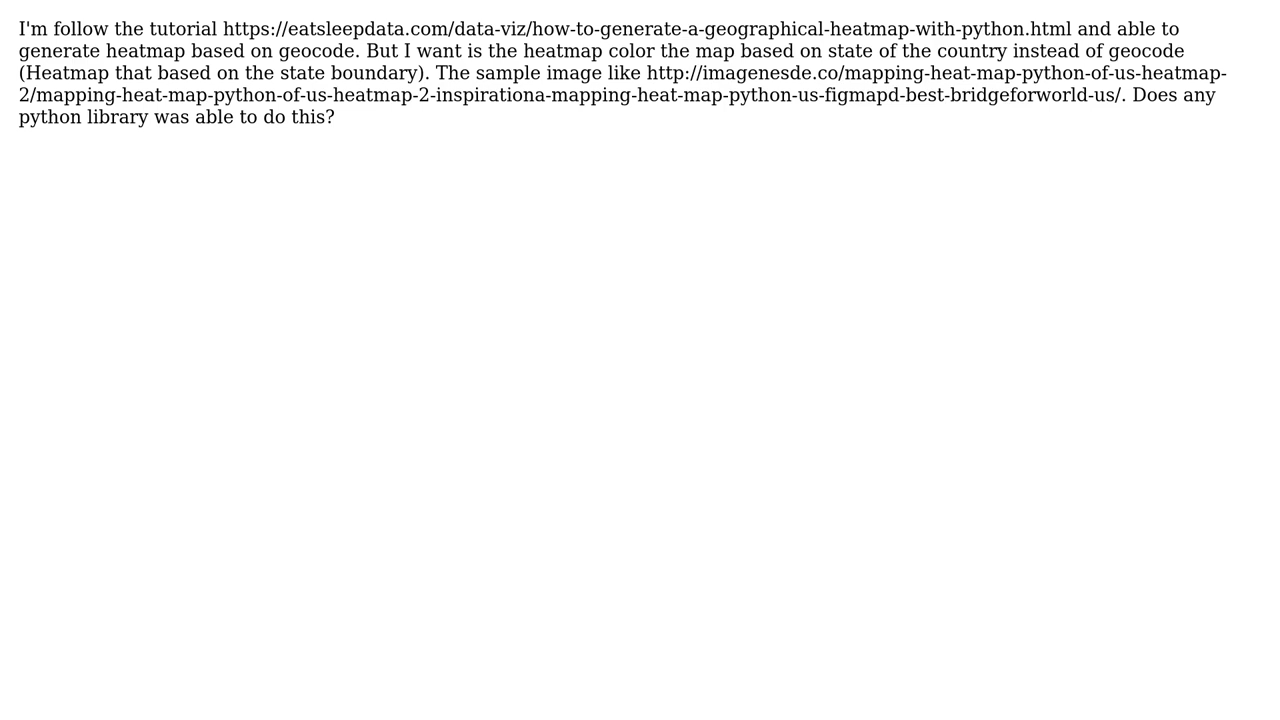 I'm follow the tutorial https://eatsleepdata.com/data-viz/how-to-generate-a-geographical-heatmap-with-python.html and able to
generate heatmap based on geocode. But I want is the heatmap color the map based on state of the country instead of geocode
(Heatmap that based on the state boundary). The sample image like http://imagenesde.co/mapping-heat-map-python-of-us-heatmap-
2/mapping-heat-map-python-of-us-heatmap-2-inspirationa-mapping-heat-map-python-us-figmapd-best-bridgeforworld-us/. Does any
python library was able to do this?